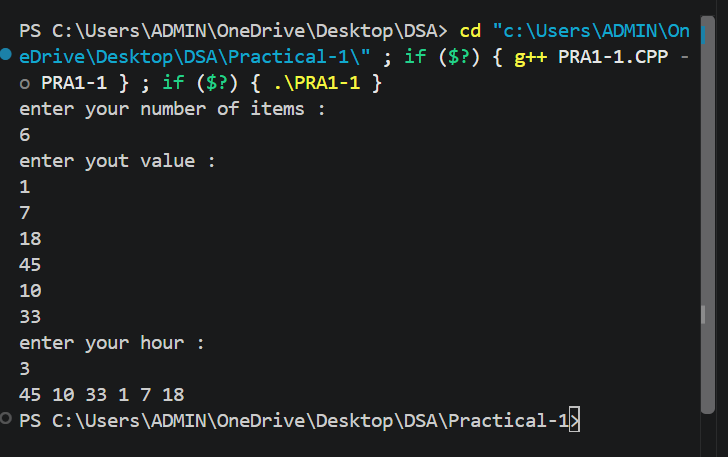 PS C:\Users\ADMIN\OneDrive\Desktop\DSA> cd "c:\Users\ADMIN\On
eDrive\Desktop\DSA\Practical-1\" ; if ($?) { g++ PRA1-1.CPP -
o PRA1-1 } ; if ($?) { .\PRA1-1 }
enter your number of items :
6
enter yout value :
1
7
18
45
10
33
enter your hour :
3
45 10 33 1 7 18
PS C:\Users\ADMIN\OneDrive\Desktop\DSA\Practical-1>